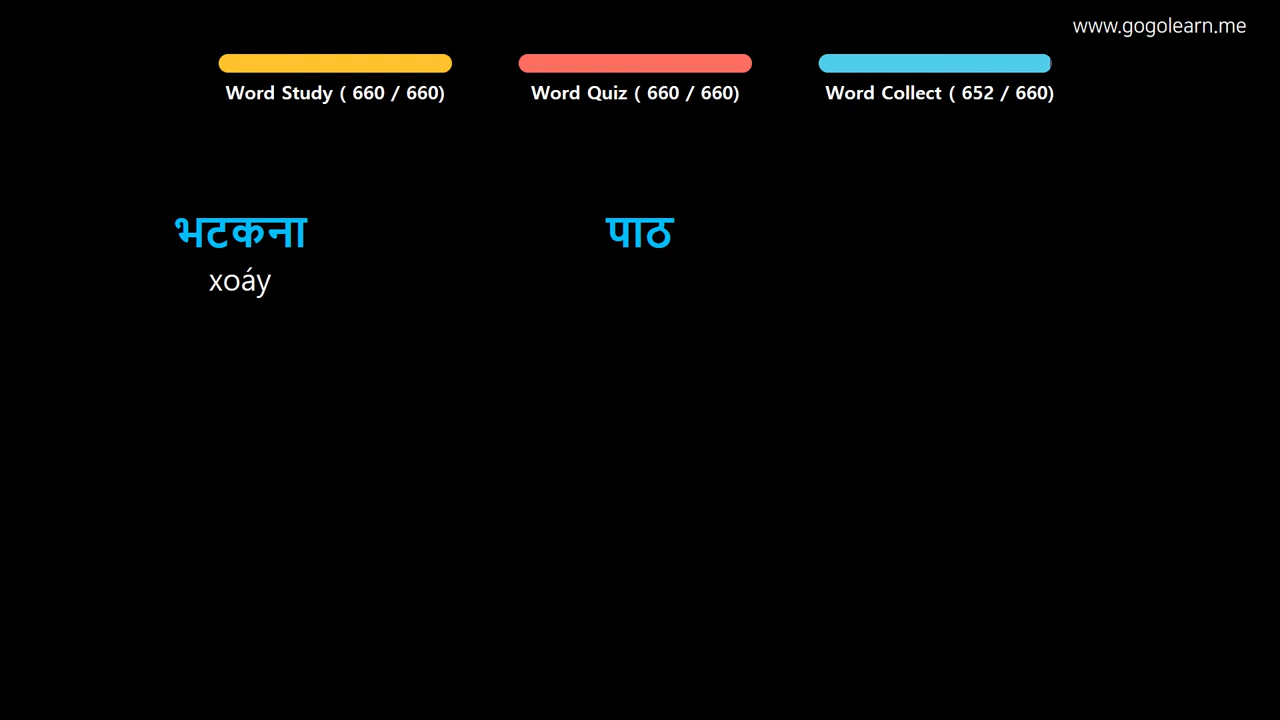 www.gogolearn.me
Word Study ( 660 / 660)
Word Quiz ( 660 / 660)
Word Collect ( 652 / 660)
भटकना
xoáy
पाठ